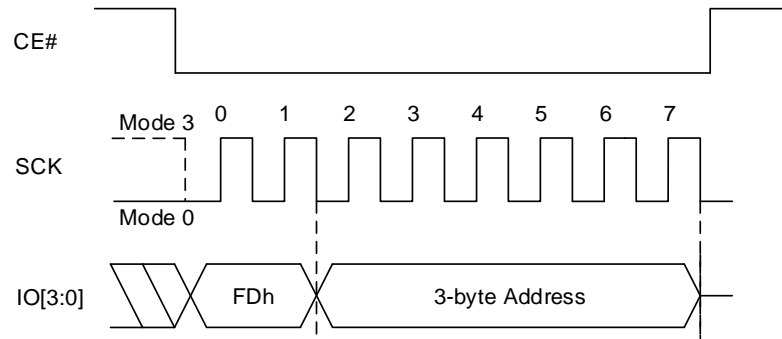 CE#
0 1 2 3 4 5 6 7
Mode 3
SCK
Mode 0
IO[3:0]
FDh
3-byte Address